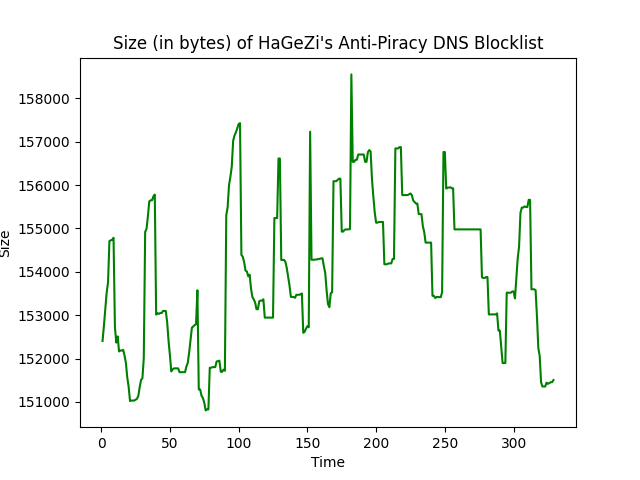 Size (in bytes) of HaGeZi's Anti-Piracy DNS Blocklist
158000
157000
156000
155000
154000
153000
152000
151000
Size
0 50 100 150 200 250 300
Time